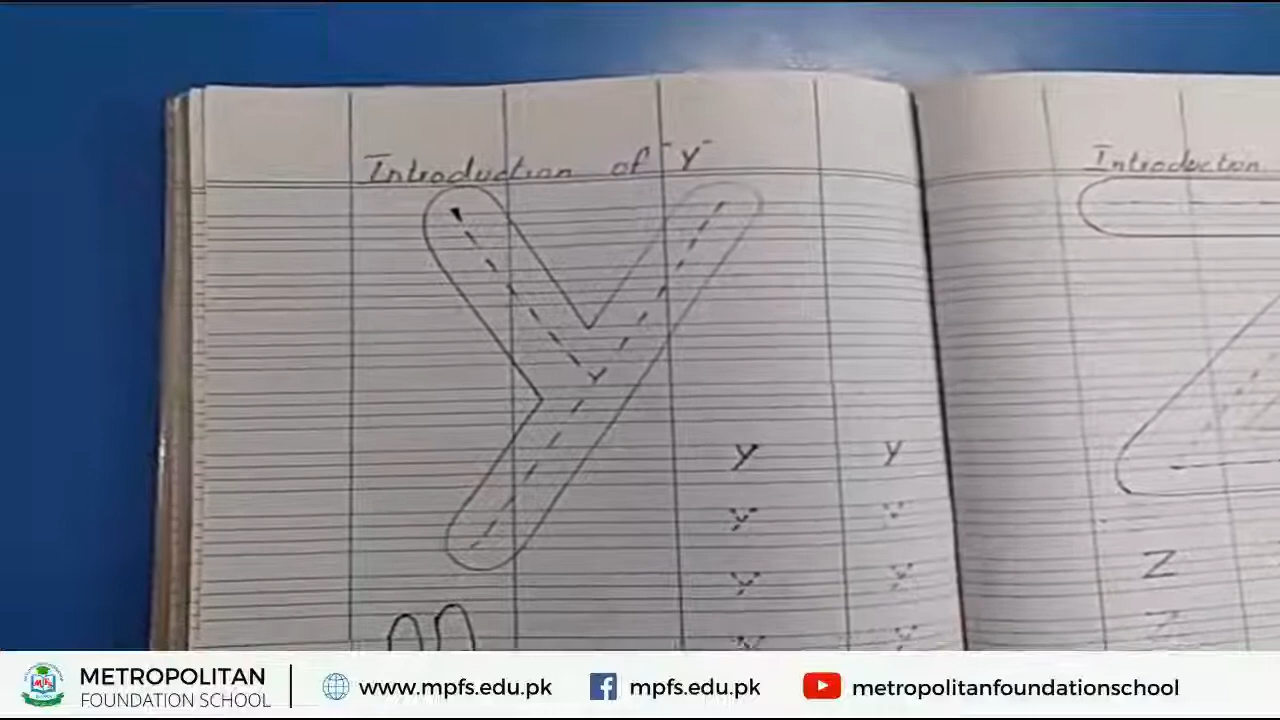 Introduction of "y"
y y
y y
y y
y y
Introduction
z
z
METROPOLITAN
FOUNDATION SCHOOL
www.mpfs.edu.pk
mpfs.edu.pk
metropolitanfoundationschool